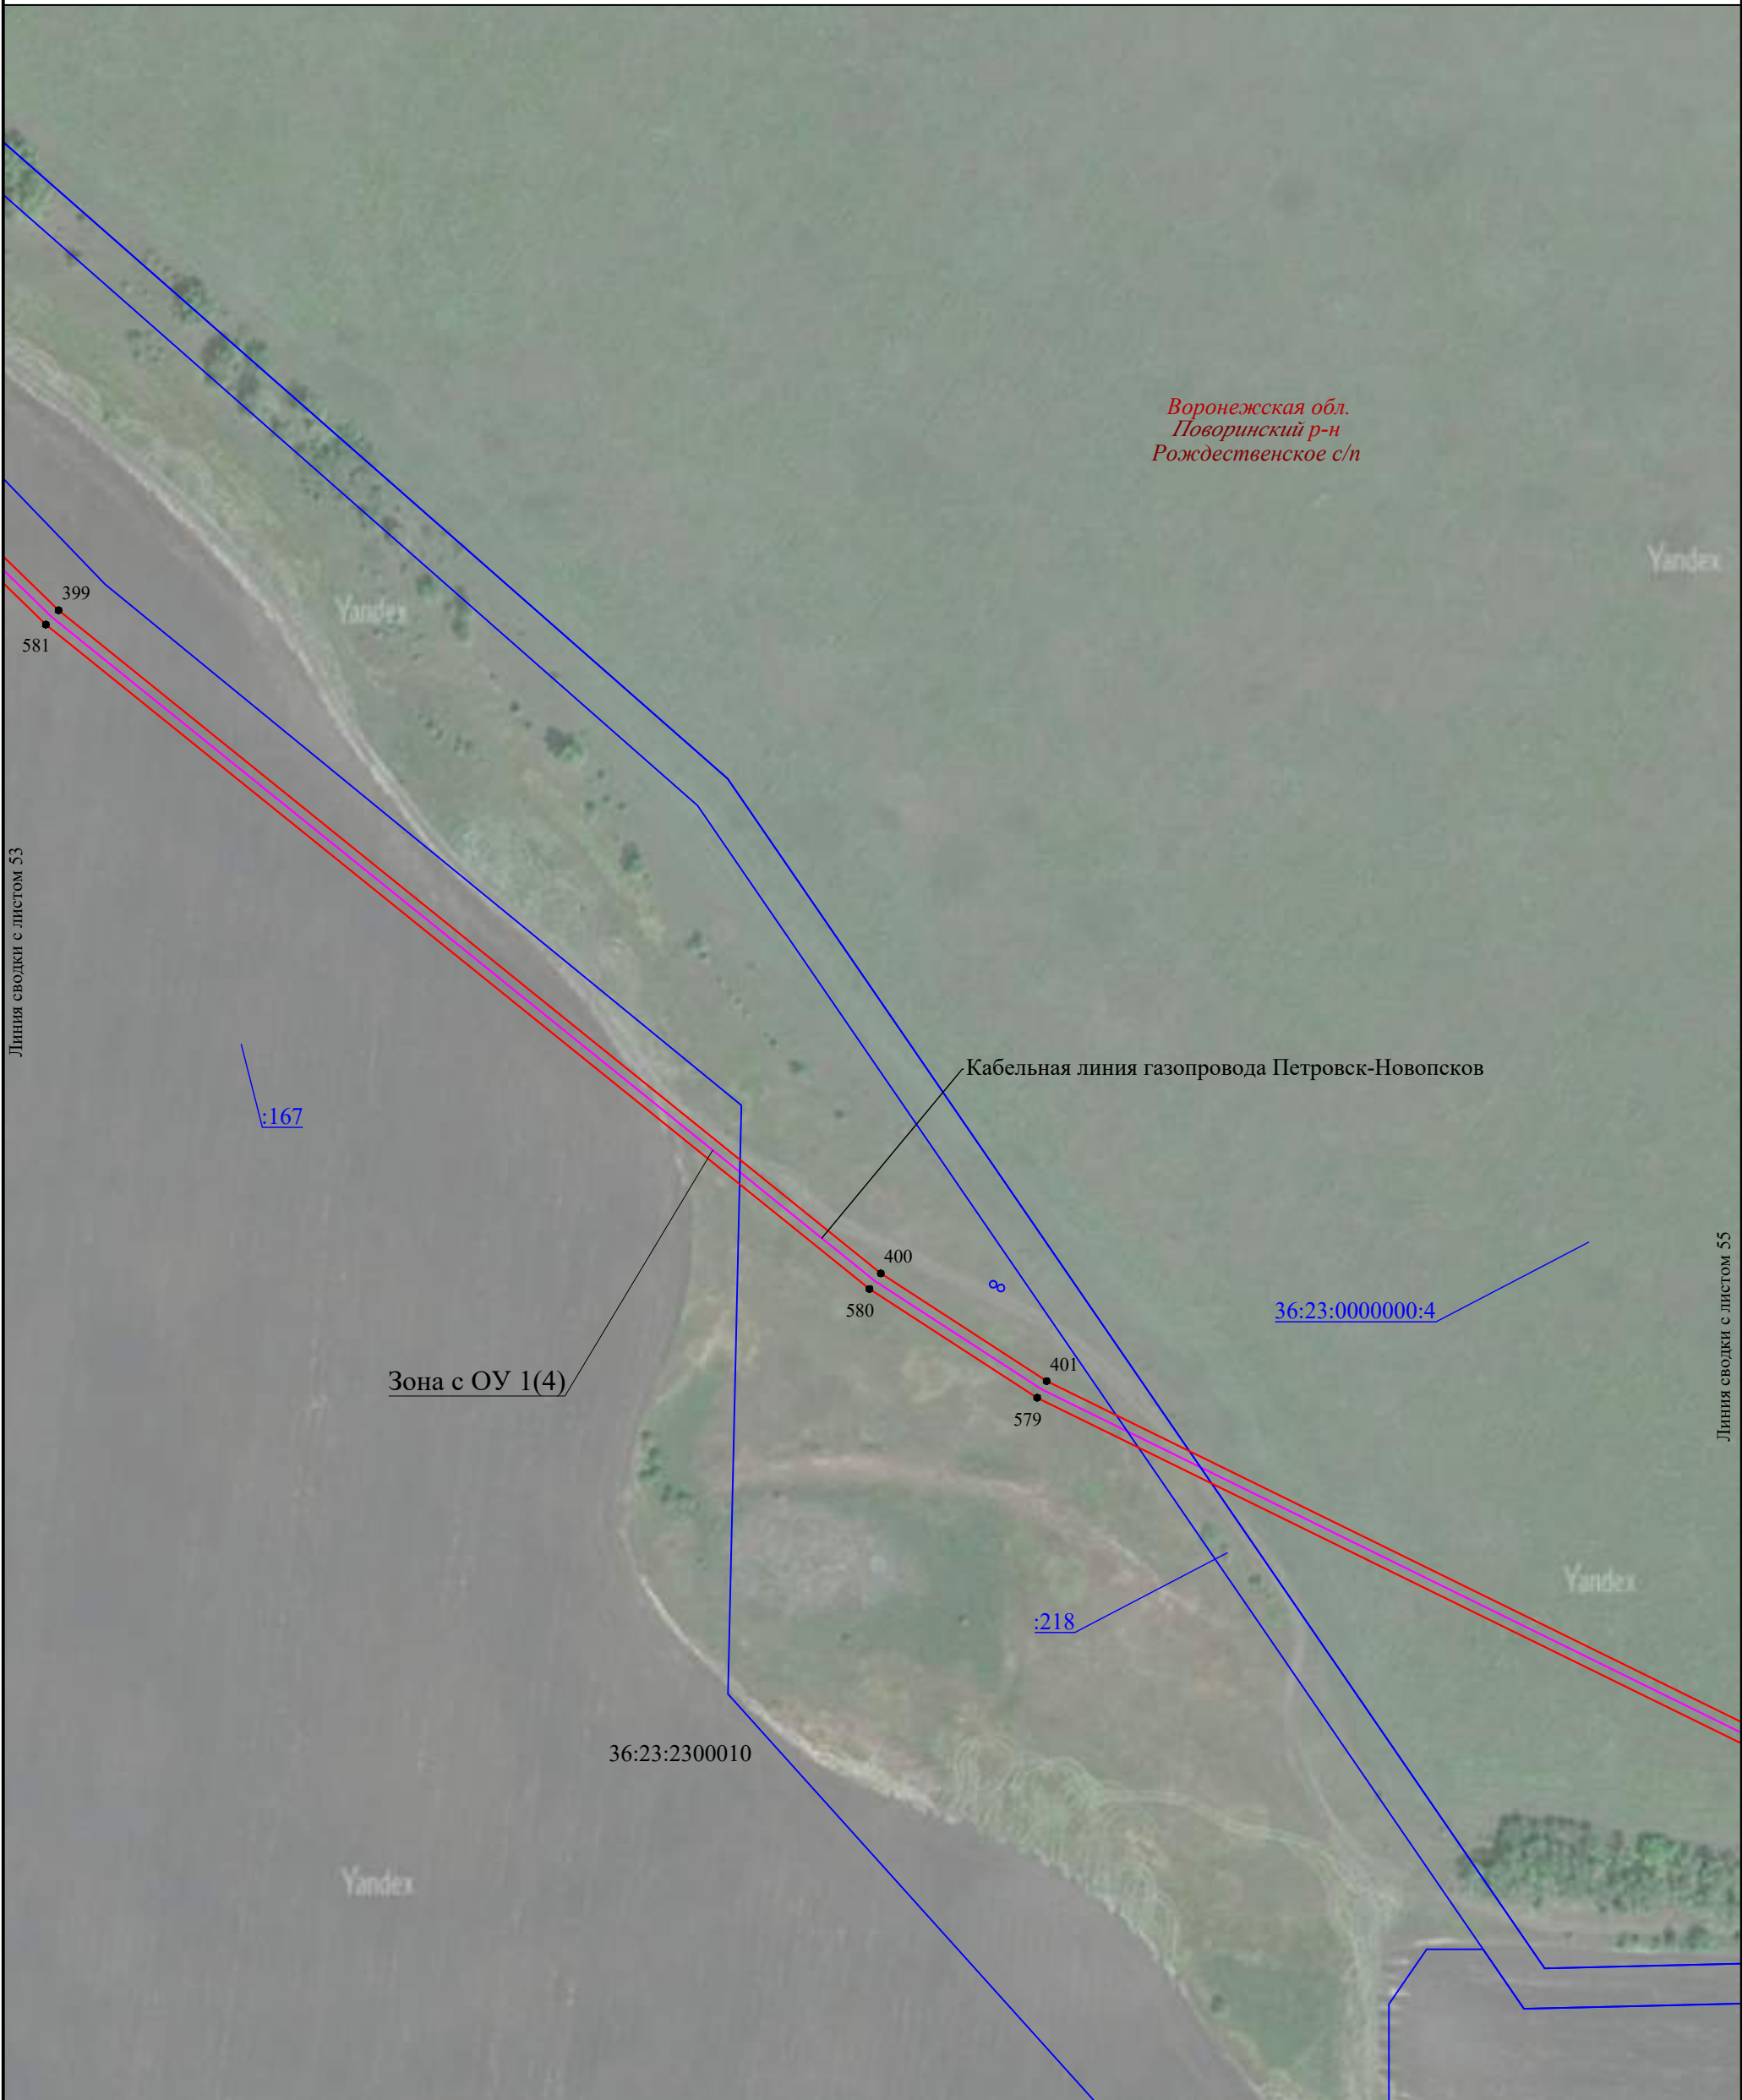 Воронежская обл.
Поворинский р-н
Рождественское с/п
Yandex
399
Yandex
581
Линия сводки с листом 53
Кабельная линия газопровода Петровск-Новопсков
:167
400
36:23:0000000:4
580
Линия сводки с листом 55
401
Зона с ОУ 1(4)
579
Yandex
:218
36:23:2300010
Yandex